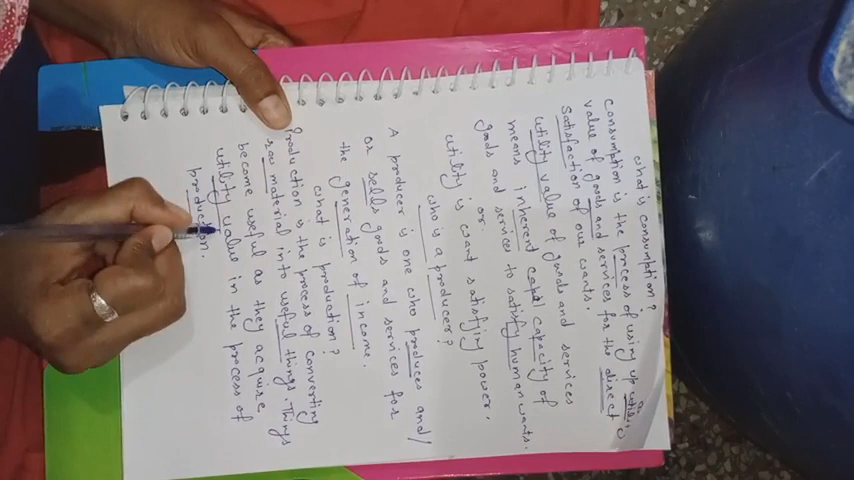 what is consumption?
Consumption is the process of using up
value of goods and services for the direct
satisfaction of our wants.
Utility value of goods and services
means inherent capacity of
goods and services to satisfy human wants.
or.
utility is want satisfying power.
who is a producer?
A producer is one who produces and/
or sells goods and services for
the generation of income.
what is production?
Production is the process of converting
raw material into useful things. Things
become useful as they acquire
utility value in the process of
production.